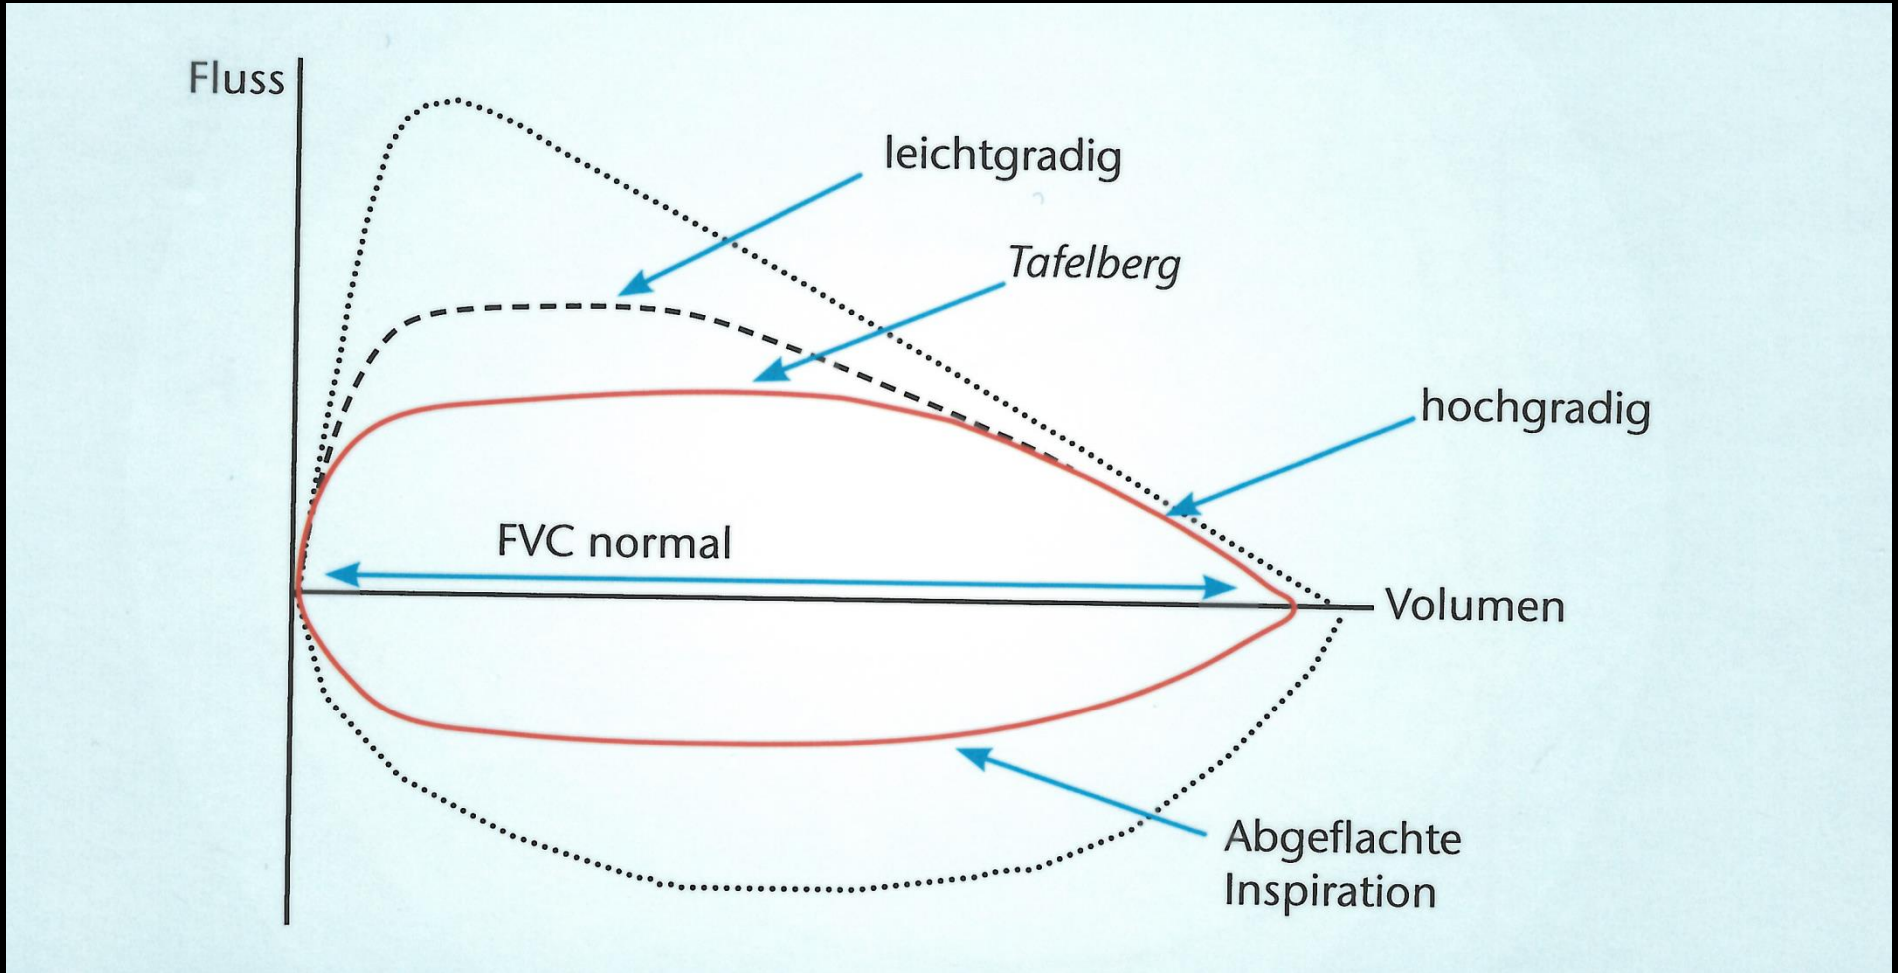 Fluss
leichtgradig
Tafelberg
hochgradig
FVC normal
Volumen
Abgeflachte
Inspiration